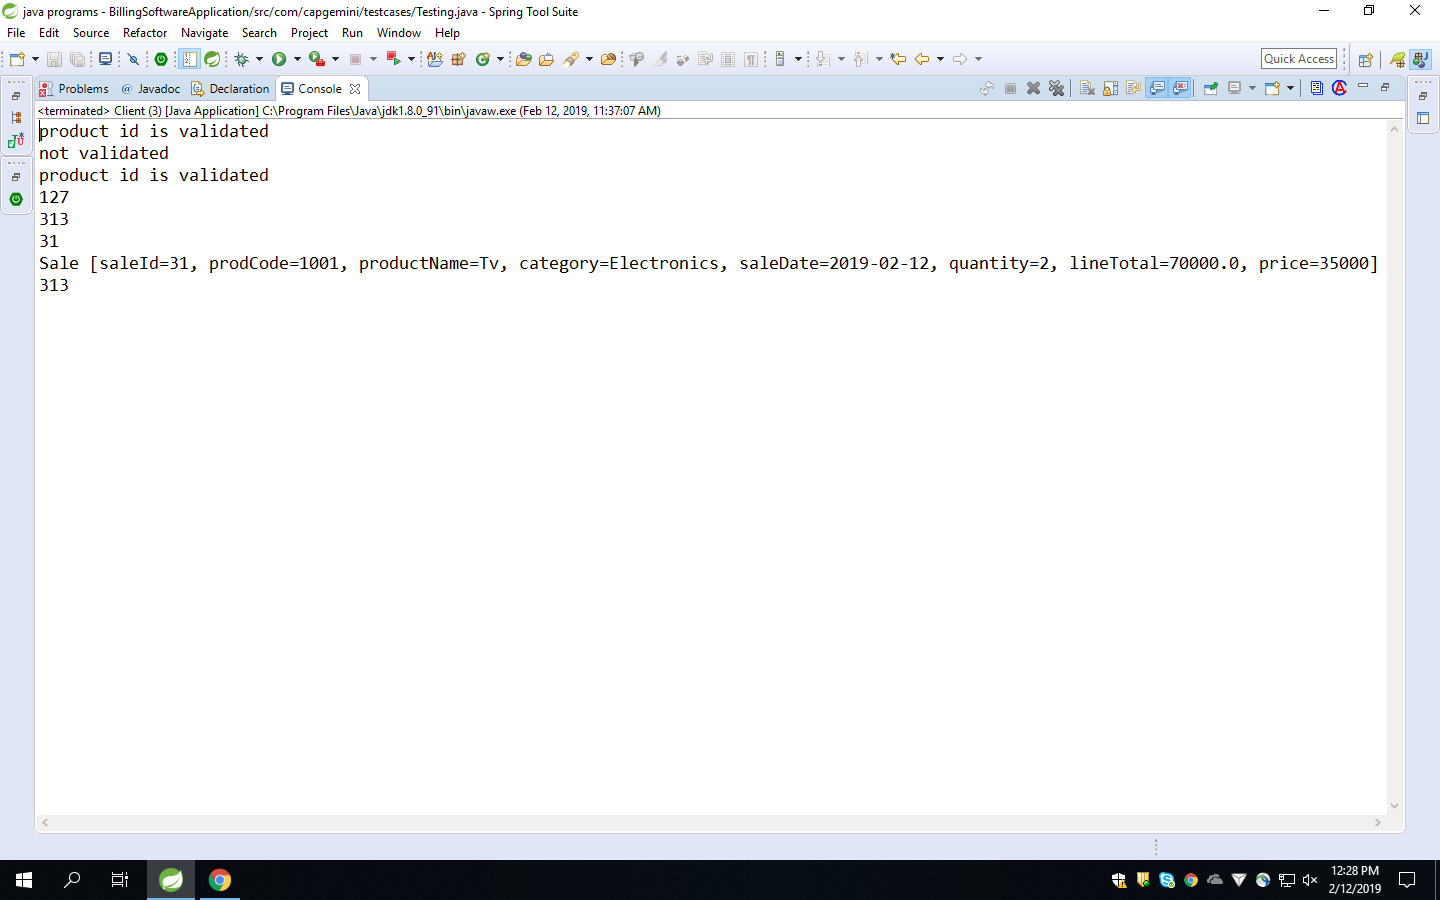 java programs - BillingSoftwareApplication/src/com/capgemini/testcases/Testing.java - Spring Tool Suite
File Edit Source Refactor Navigate Search Project Run Window Help
Quick Access
Problems @ Javadoc Declaration Console
<terminated> Client (3) [Java Application] C:\Program Files\Java\jdk1.8.0_91\bin\javaw.exe (Feb 12, 2019, 11:37:07 AM)
product id is validated
not validated
product id is validated
127
313
31
Sale [saleId=31, prodCode=1001, productName=Tv, category=Electronics, saleDate=2019-02-12, quantity=2, lineTotal=70000.0, price=35000]
313
12:28 PM
2/12/2019